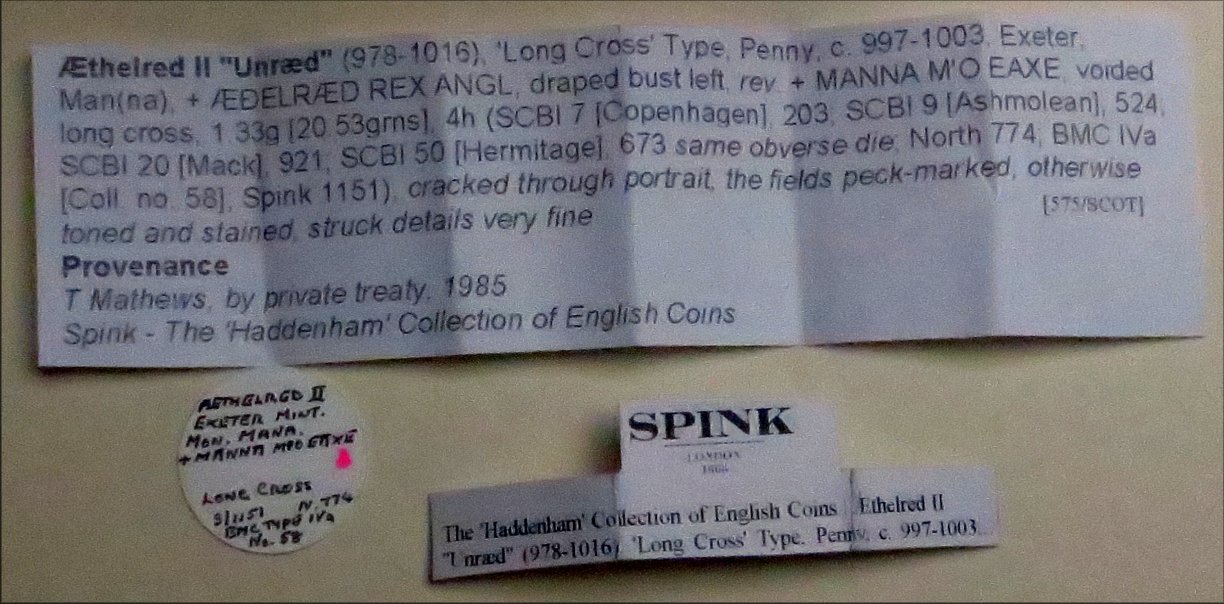 Æthelred II "Unræd" (978-1016), 'Long Cross' Type, Penny, c. 997-1003, Exeter,
Man(na), + ÆÐELRÆD REX ANGL, draped bust left, rev. + MANNA M'O EAXE, voided
long cross, 1.33g [20.53grns], 4h (SCBI 7 [Copenhagen], 203, SCBI 9 [Ashmolean], 524,
SCBI 20 [Mack], 921; SCBI 50 [Hermitage], 673 same obverse die; North 774; BMC IVa
[Coll. no. 58]; Spink 1151), cracked through portrait, the fields peck-marked, otherwise
toned and stained, struck details very fine
[575/SCOT]
Provenance
T Mathews, by private treaty, 1985
Spink - The 'Haddenham' Collection of English Coins
AETHELRED II
EXETER MINT.
MON. MANA.
+MANNA MOO EAXE
LONG CROSS
S/1151 N.774
BMC TYPE IVa
No. 58
SPINK
LONDON
1666
The 'Haddenham' Collection of English Coins Ethelred II
"Unræd" (978-1016) 'Long Cross' Type. Penny, c. 997-1003..